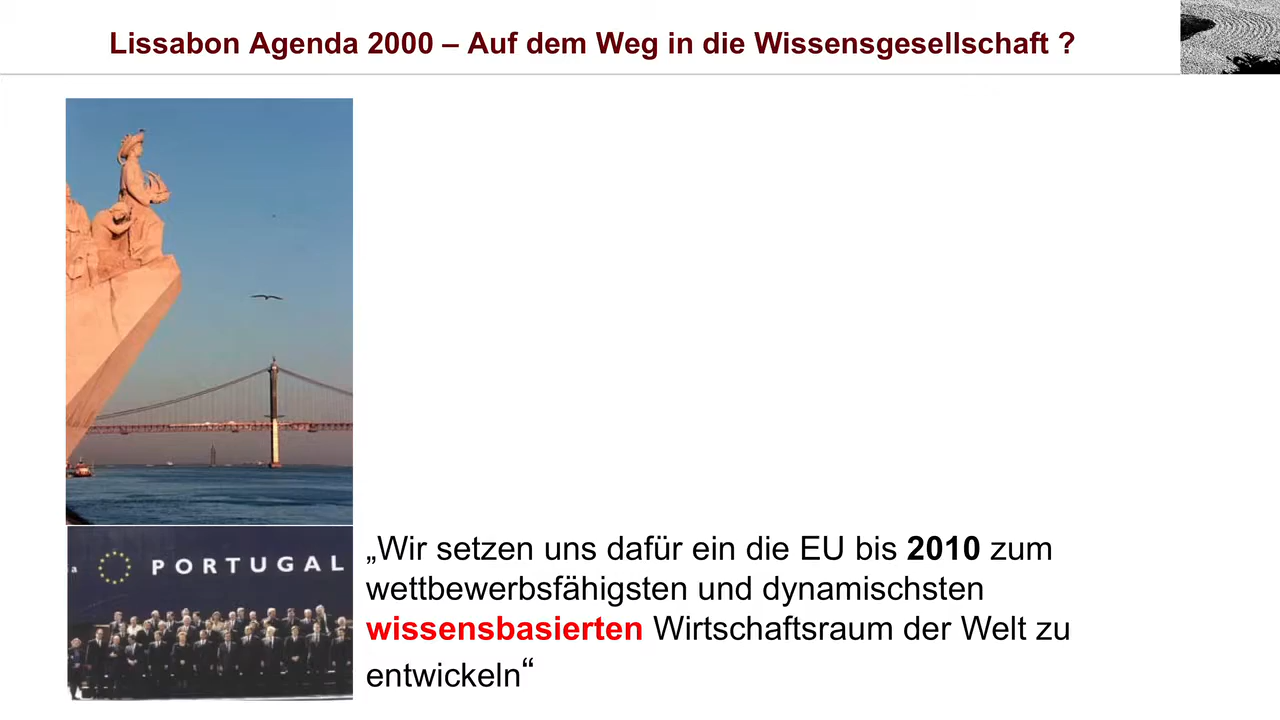 Lissabon Agenda 2000 – Auf dem Weg in die Wissensgesellschaft ?
PORTUGAL
„Wir setzen uns dafür ein die EU bis 2010 zum
wettbewerbsfähigsten und dynamischsten
wissensbasierten Wirtschaftsraum der Welt zu
entwickeln“